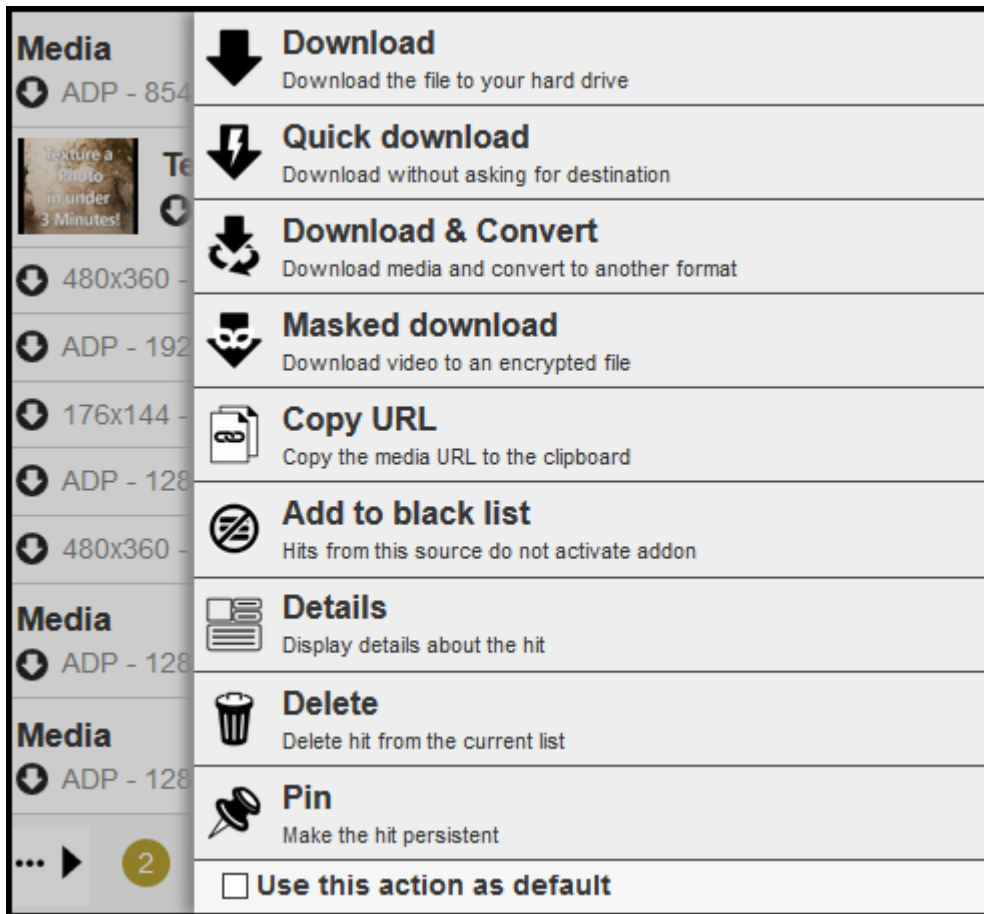 Media
ADP - 854
Texture a
Photo
in under
3 Minutes!
Te
480x360 -
ADP - 192
176x144 -
ADP - 128
480x360 -
Media
ADP - 128
Media
ADP - 128
2
Download
Download the file to your hard drive
Quick download
Download without asking for destination
Download & Convert
Download media and convert to another format
Masked download
Download video to an encrypted file
Copy URL
Copy the media URL to the clipboard
Add to black list
Hits from this source do not activate addon
Details
Display details about the hit
Delete
Delete hit from the current list
Pin
Make the hit persistent
Use this action as default